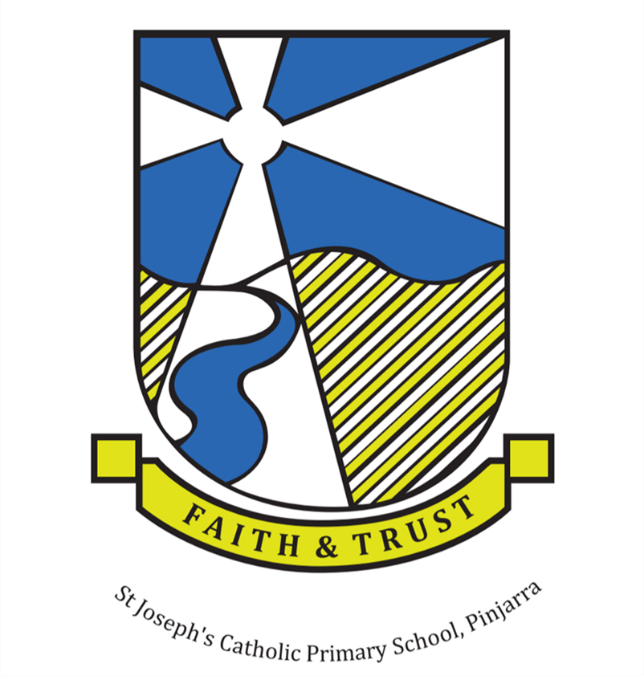 FAITH & TRUST
St Joseph's Catholic Primary School, Pinjarra